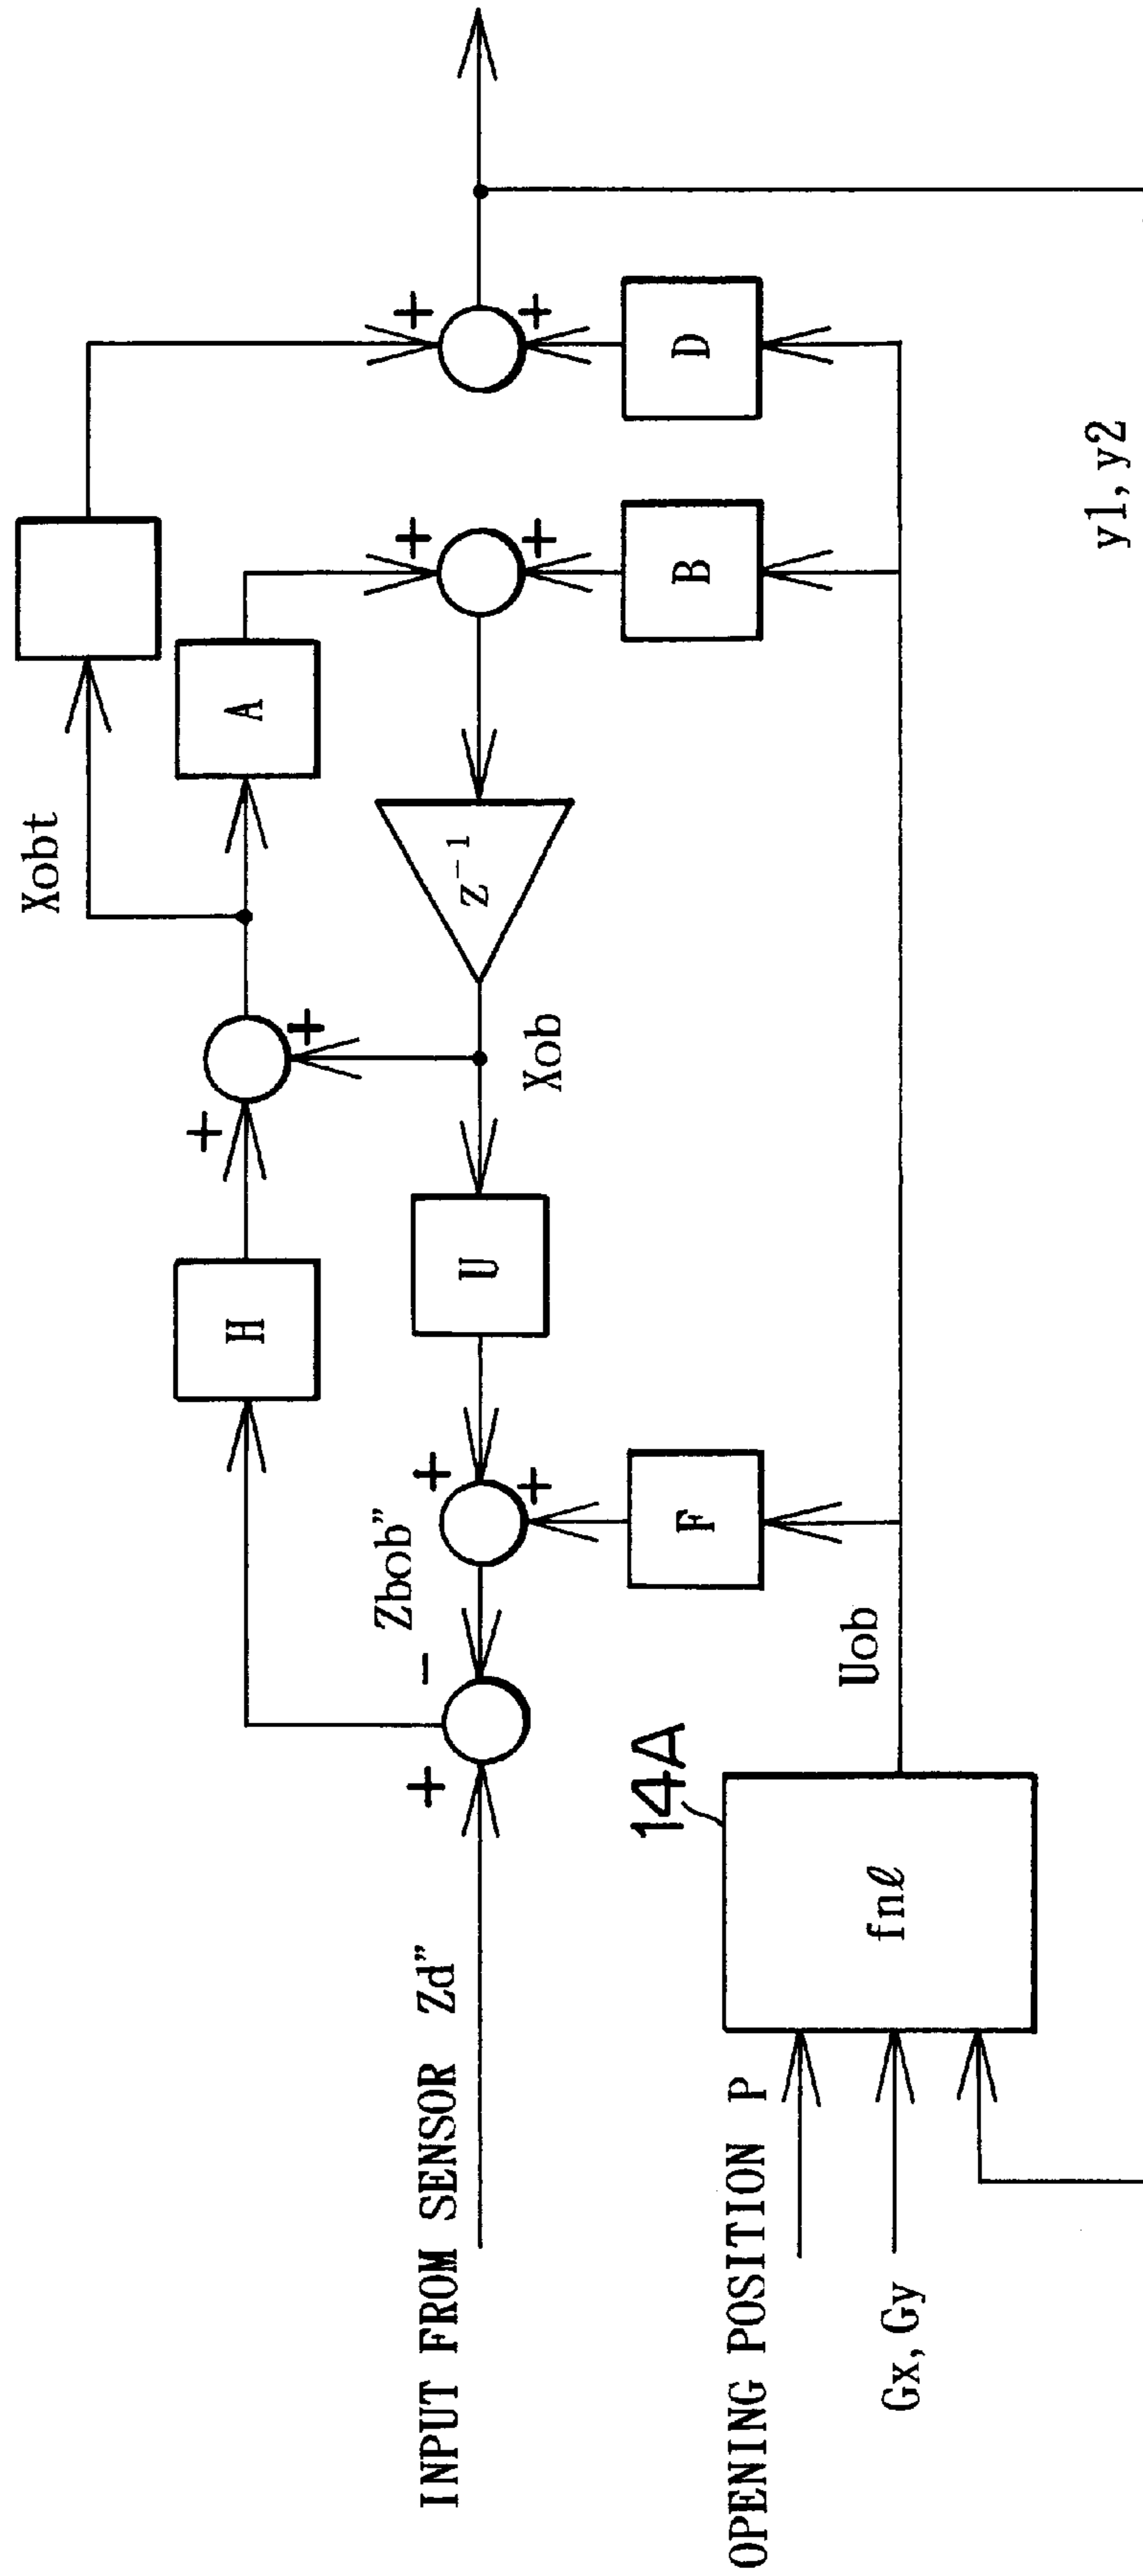 Xobt
A
H
+
+
+
+
+
+
z⁻¹
Xob
U
Zbob”
+
+
-
+
INPUT FROM SENSOR Zd”
D
B
F
Uob
14A
fnℓ
OPENING POSITION P
Gx, Gy
y1, y2